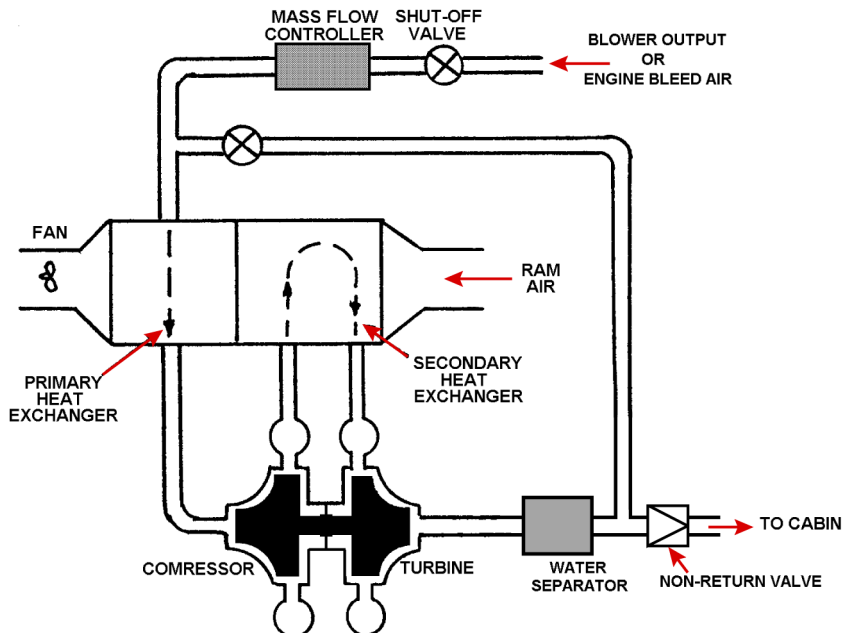 MASS FLOW
CONTROLLER
SHUT-OFF
VALVE
BLOWER OUTPUT
OR
ENGINE BLEED AIR
FAN
RAM
AIR
PRIMARY
HEAT
EXCHANGER
SECONDARY
HEAT
EXCHANGER
COMRESSOR
TURBINE
WATER
SEPARATOR
TO CABIN
NON-RETURN VALVE